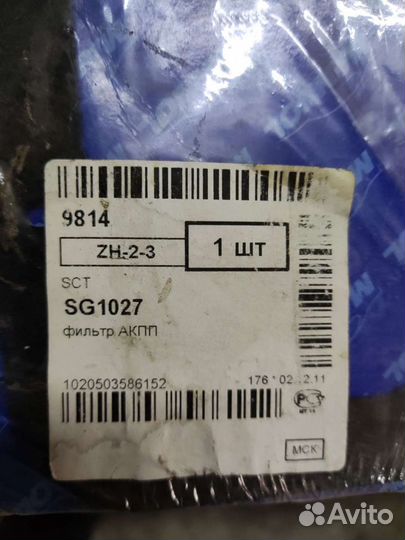 9814
ZH-2-3
1 шт
SCT
SG1027
фильтр АКПП
1020503586152
МСК
Avito